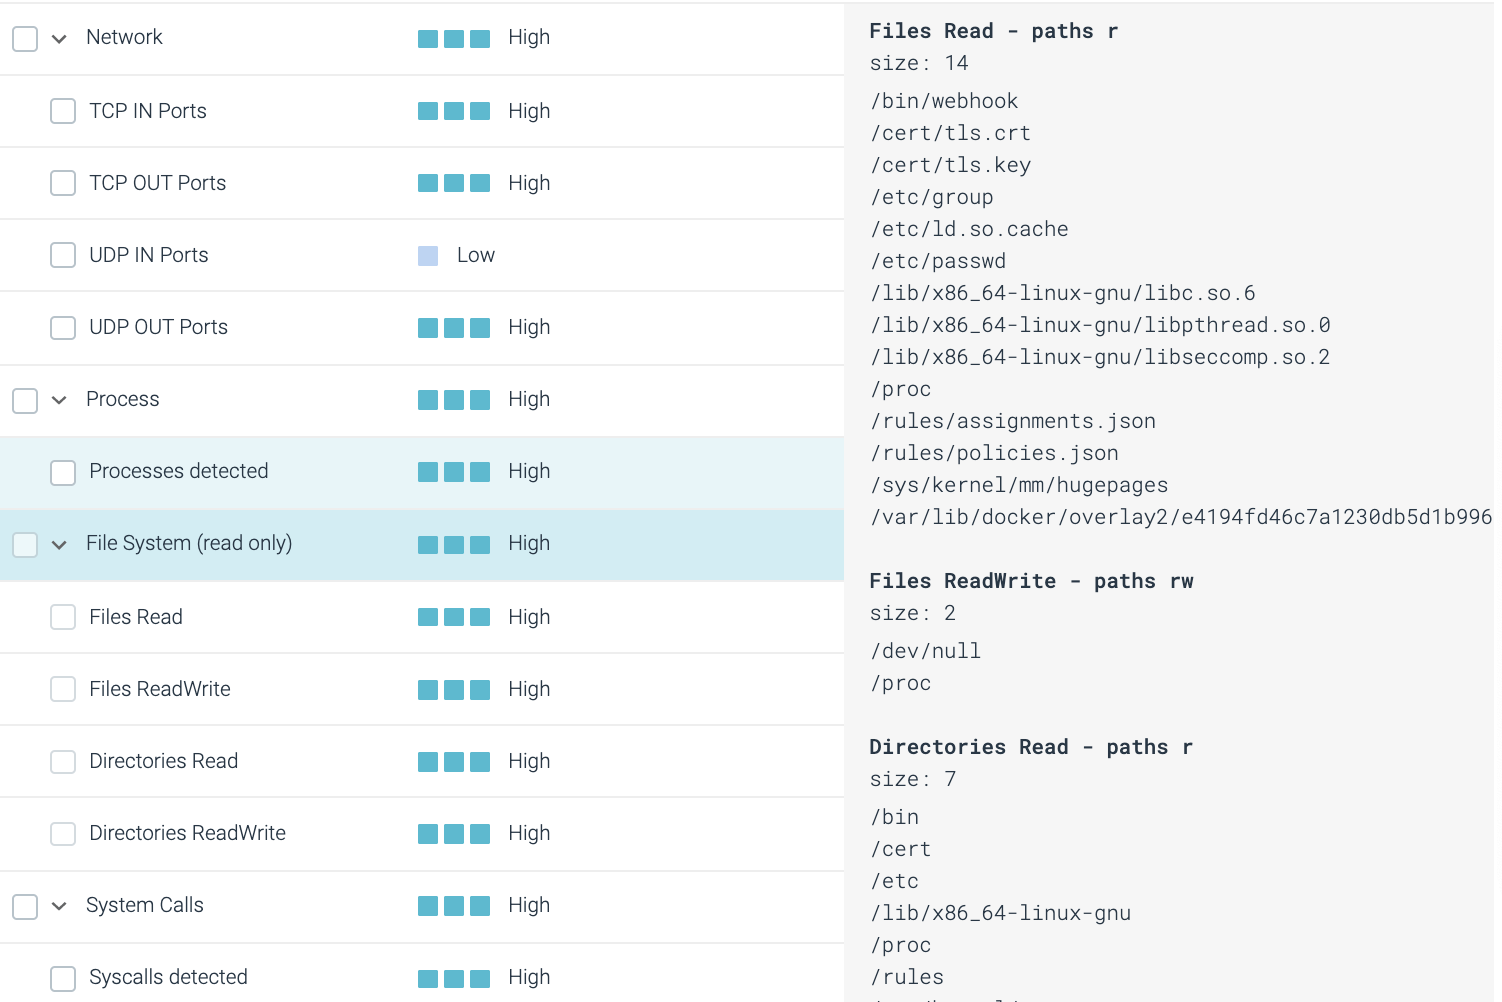 Network High
TCP IN Ports High
TCP OUT Ports High
UDP IN Ports Low
UDP OUT Ports High
Process High
Processes detected High
File System (read only) High
Files Read High
Files ReadWrite High
Directories Read High
Directories ReadWrite High
System Calls High
Syscalls detected High
Files Read - paths r
size: 14
/bin/webhook
/cert/tls.crt
/cert/tls.key
/etc/group
/etc/ld.so.cache
/etc/passwd
/lib/x86_64-linux-gnu/libc.so.6
/lib/x86_64-linux-gnu/libpthread.so.0
/lib/x86_64-linux-gnu/libseccomp.so.2
/proc
/rules/assignments.json
/rules/policies.json
/sys/kernel/mm/hugepages
/var/lib/docker/overlay2/e4194fd46c7a1230db5d1b996
Files ReadWrite - paths rw
size: 2
/dev/null
/proc
Directories Read - paths r
size: 7
/bin
/cert
/etc
/lib/x86_64-linux-gnu
/proc
/rules